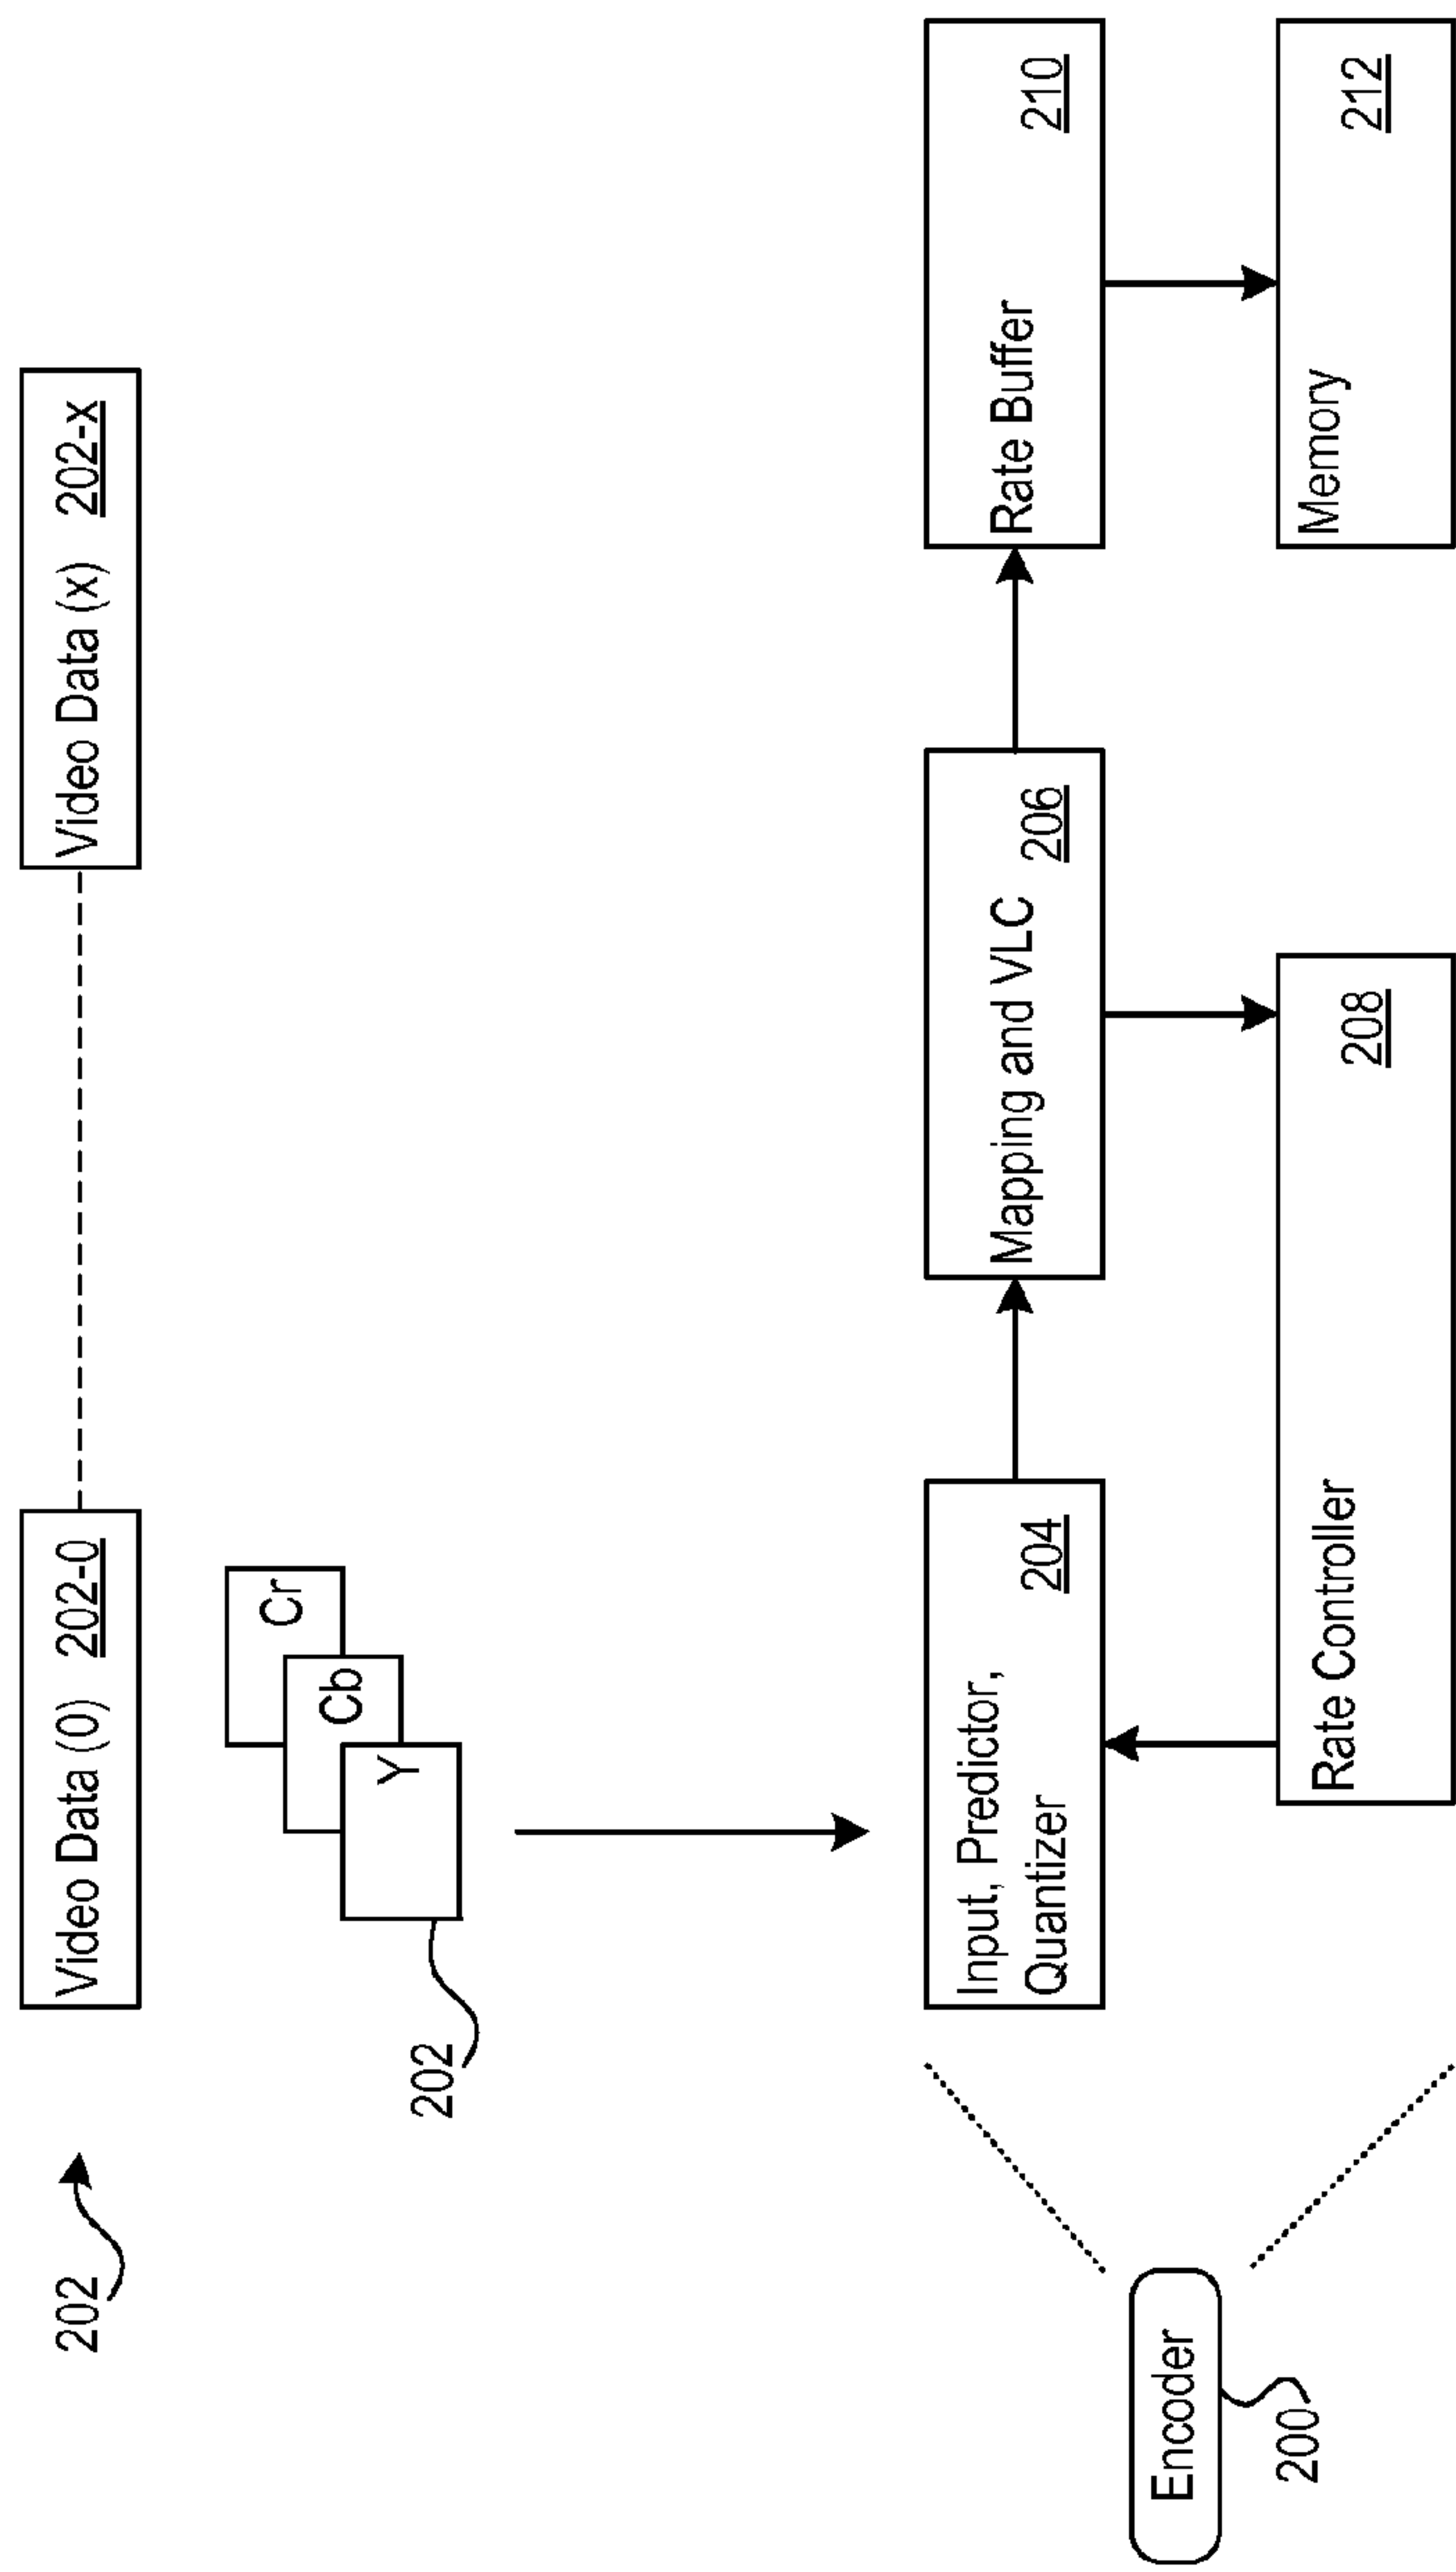 202
Video Data (0) 202-0
Video Data (x) 202-x
202
Y
Cb
Cr
Encoder
200
Input, Predictor,
Quantizer
204
Mapping and VLC
206
Rate Buffer
210
Rate Controller
208
Memory
212